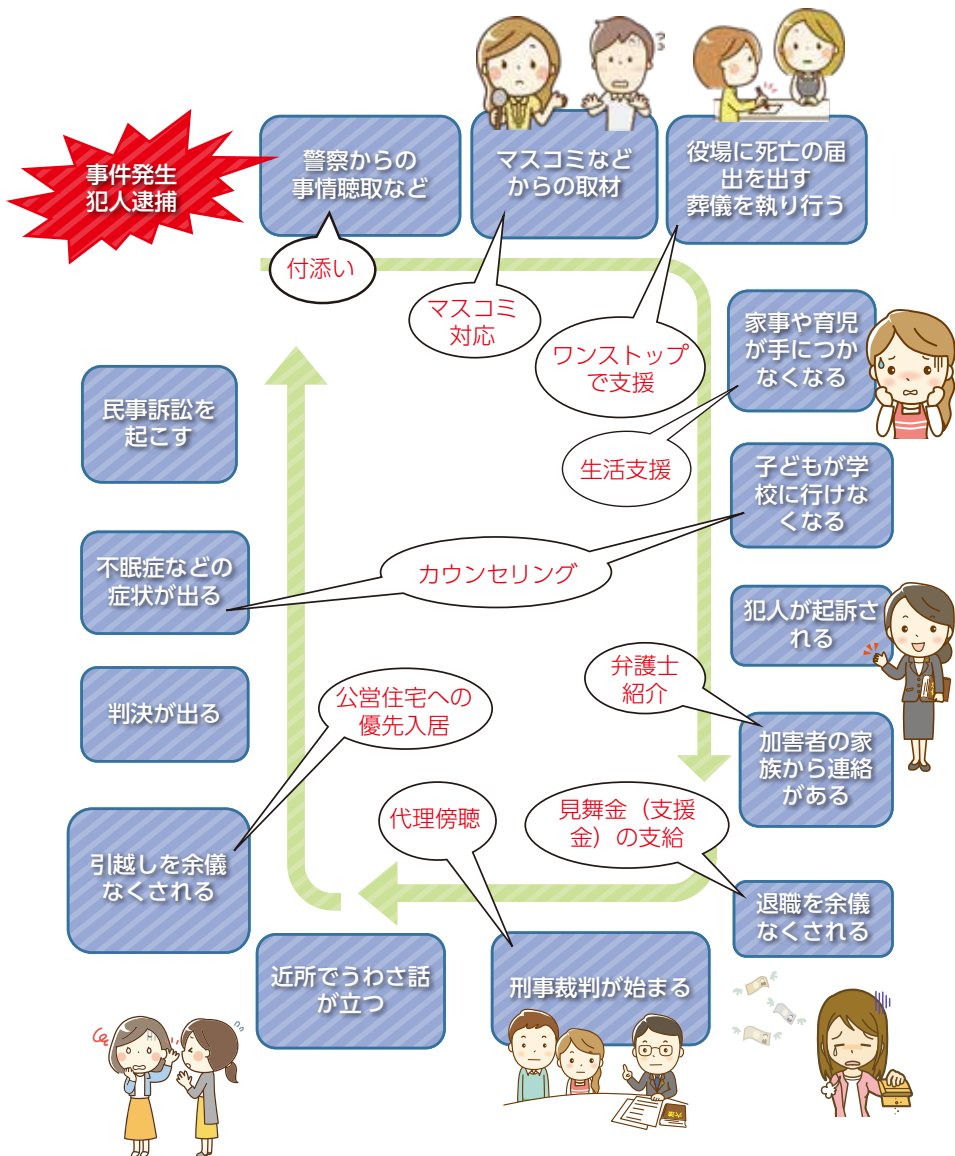 事件発生
犯人逮捕
警察からの
事情聴取など
マスコミなど
からの取材
役場に死亡の届
出を出す
葬儀を執り行う
付添い
マスコミ
対応
ワンストップ
で支援
家事や育児
が手につか
なくなる
生活支援
子どもが学
校に行けな
くなる
カウンセリング
犯人が起訴さ
れる
弁護士
紹介
加害者の家
族から連絡
がある
見舞金（支援
金）の支給
退職を余儀
なくされる
代理傍聴
刑事裁判が始まる
近所でうわさ話
が立つ
引越しを余儀
なくされる
公営住宅への
優先入居
判決が出る
不眠症などの
症状が出る
民事訴訟を
起こす